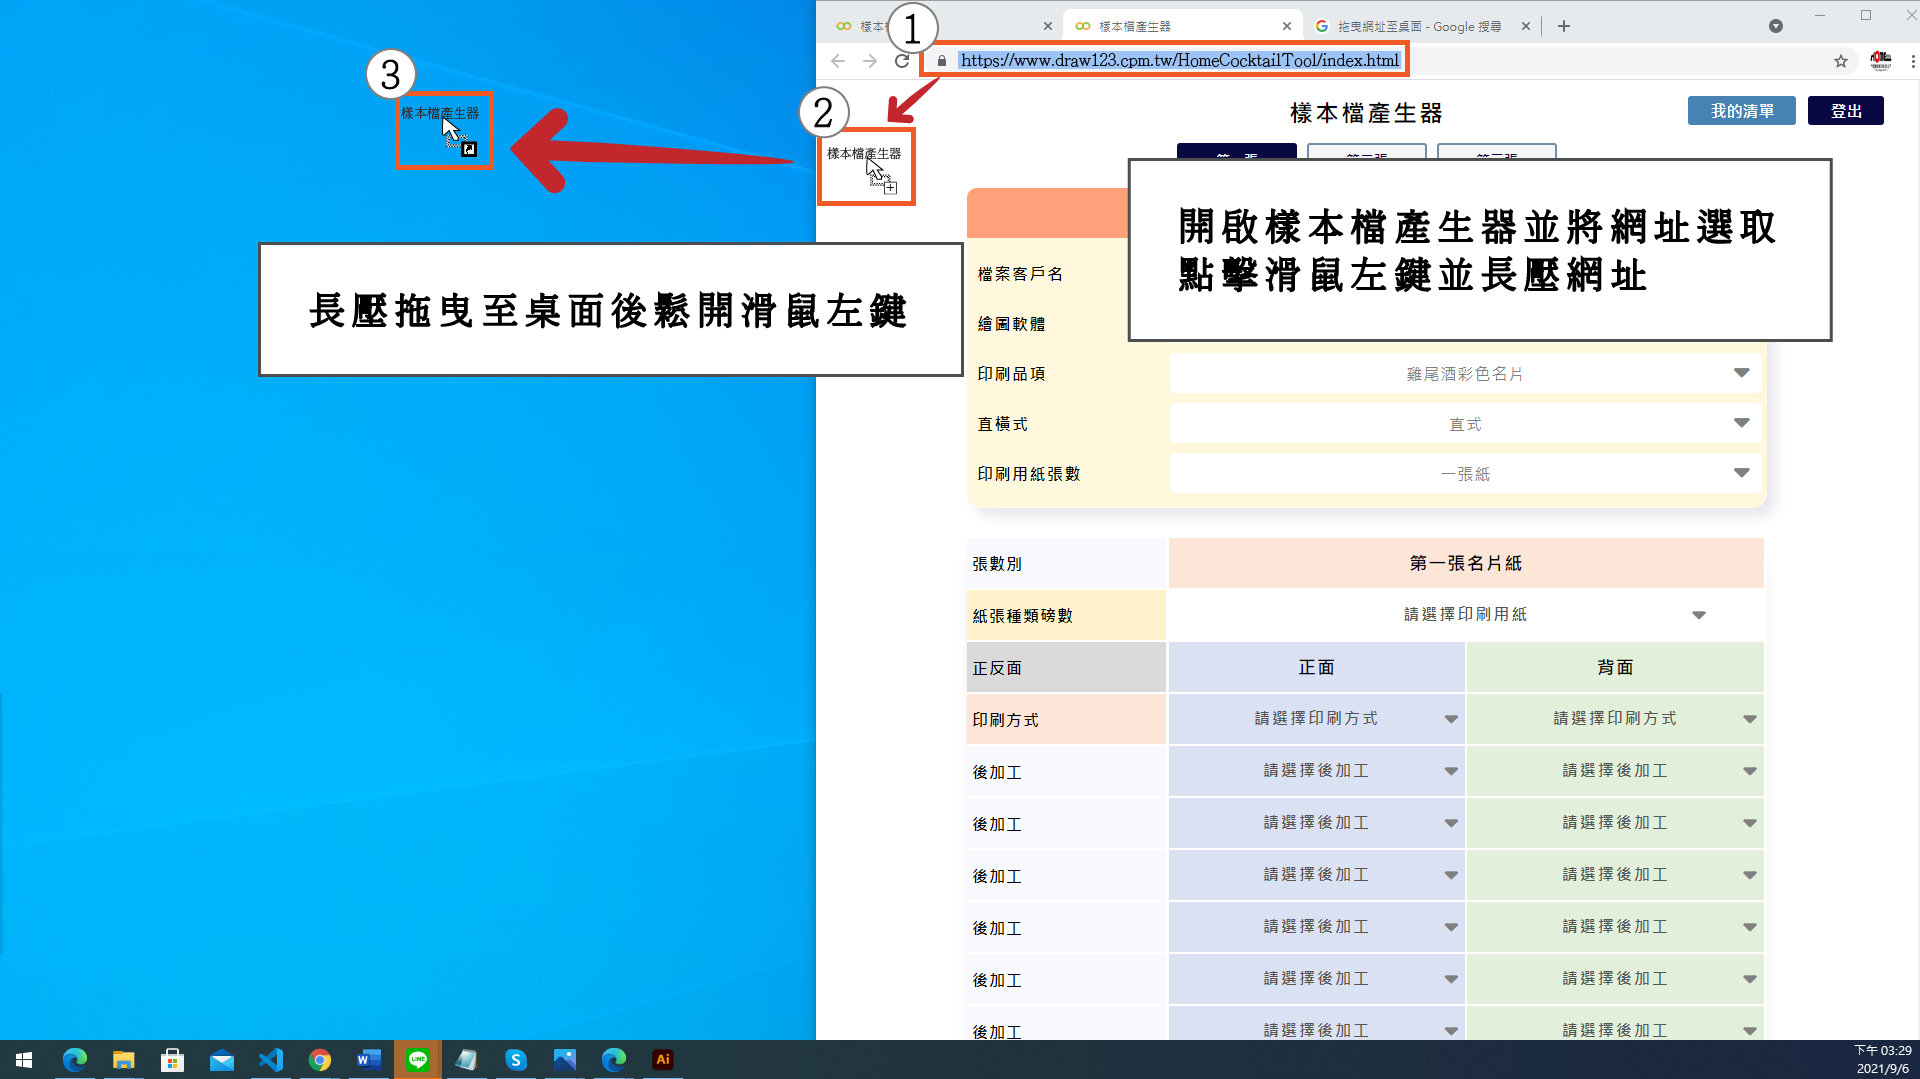 樣本
樣本檔產生器
拖曳網址至桌面 - Google 搜尋
①
https://www.draw123.cpm.tw/HomeCocktailTool/index.html
③
樣本檔產生器
②
樣本檔產生器
樣本檔產生器
我的清單
登出
開啟樣本檔產生器並將網址選取
點擊滑鼠左鍵並長壓網址
長壓拖曳至桌面後鬆開滑鼠左鍵
檔案客戶名
繪圖軟體
印刷品項
雞尾酒彩色名片
直橫式
直式
印刷用紙張數
一張紙
張數別
第一張名片紙
紙張種類磅數
請選擇印刷用紙
正反面
正面
背面
印刷方式
請選擇印刷方式
請選擇印刷方式
後加工
請選擇後加工
請選擇後加工
後加工
請選擇後加工
請選擇後加工
後加工
請選擇後加工
請選擇後加工
後加工
請選擇後加工
請選擇後加工
後加工
請選擇後加工
請選擇後加工
後加工
請選擇後加工
請選擇後加工
W
LINE
S
Ai
下午 03:29
2021/9/6